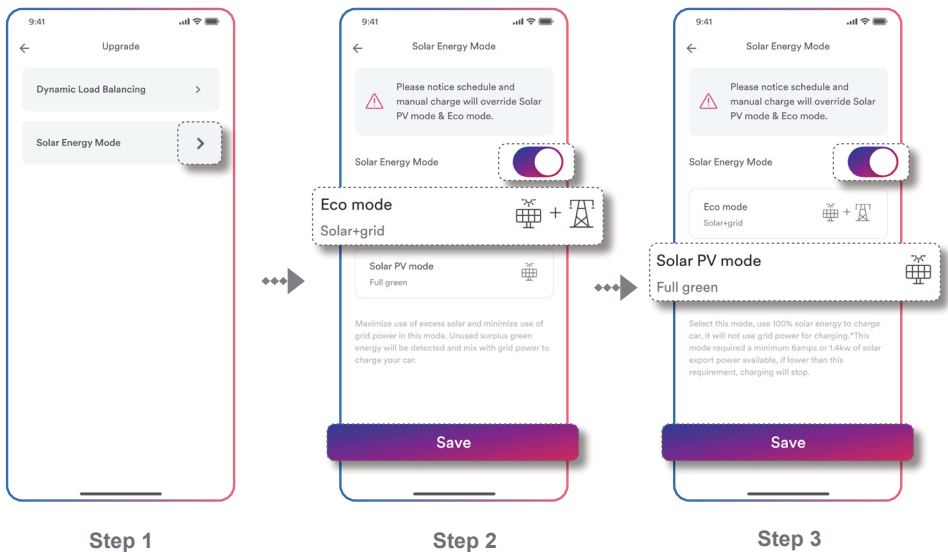 9:41
Upgrade
Dynamic Load Balancing
Solar Energy Mode
Step 1
9:41
Solar Energy Mode
Please notice schedule and
manual charge will override Solar
PV mode & Eco mode.
Solar Energy Mode
Eco mode
Solar+grid
Solar PV mode
Full green
Maximize use of excess solar and minimize use of
grid power in this mode. Unused surplus green
energy will be detected and mix with grid power to
charge your car.
Save
Step 2
9:41
Solar Energy Mode
Please notice schedule and
manual charge will override Solar
PV mode & Eco mode.
Solar Energy Mode
Eco mode
Solar+grid
Solar PV mode
Full green
Select this mode, use 100% solar energy to charge
car, it will not use grid power for charging.*This
mode required a minimum 6amps or 1.4kw of solar
export power available, if lower than this
requirement, charging will stop.
Save
Step 3